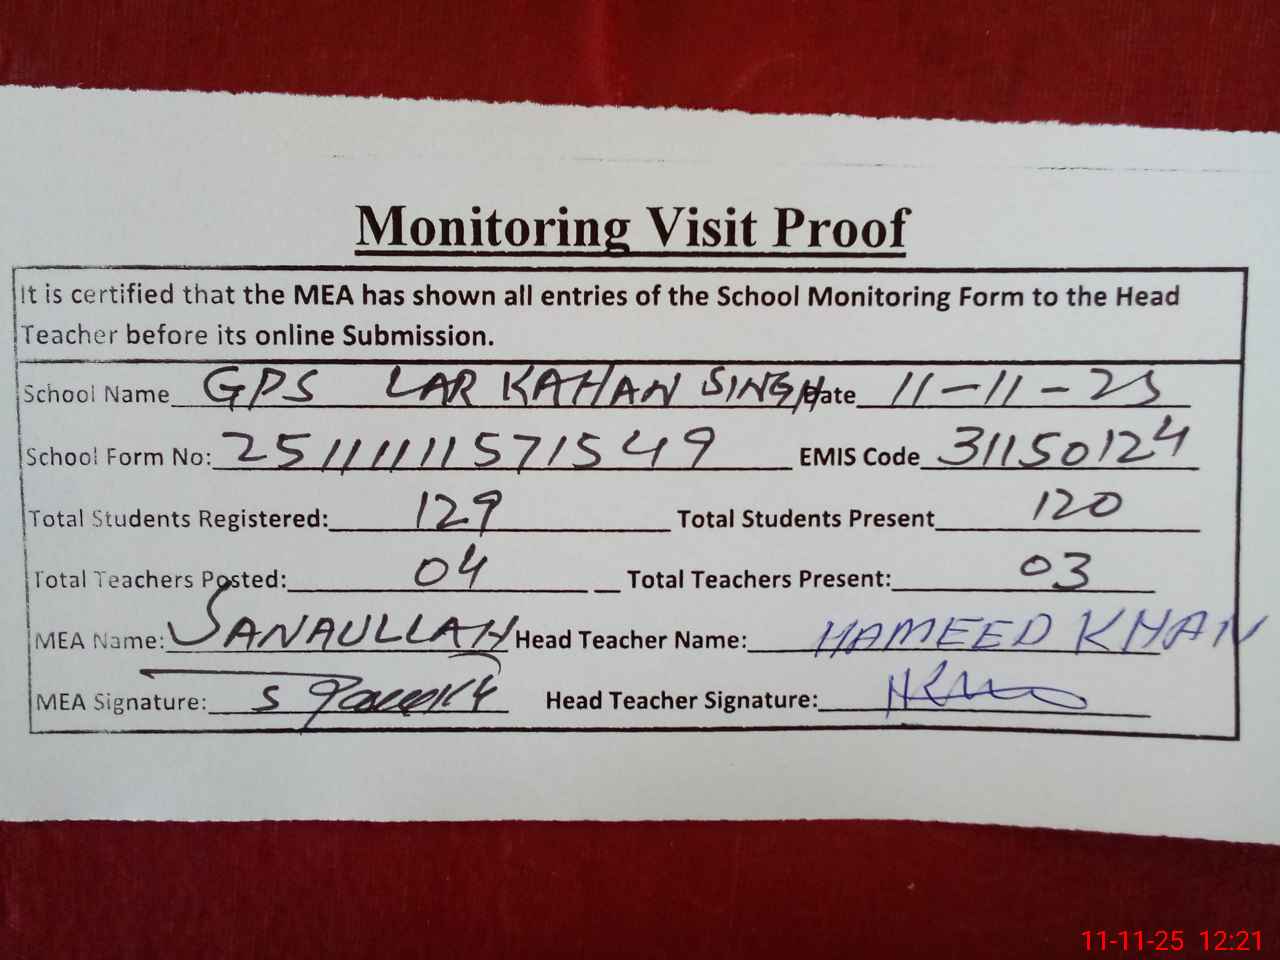 Monitoring Visit Proof
It is certified that the MEA has shown all entries of the School Monitoring Form to the Head
Teacher before its online Submission.
School Name GPS LAR KAHAN SINGH Date 11-11-25
School Form No: 25111111571549 EMIS Code 31150124
Total Students Registered: 129 Total Students Present 120
Total Teachers Posted: 04 Total Teachers Present: 03
MEA Name: SANAULLAH Head Teacher Name: HAMEED KHAN
MEA Signature: Head Teacher Signature:
11-11-25 12:21